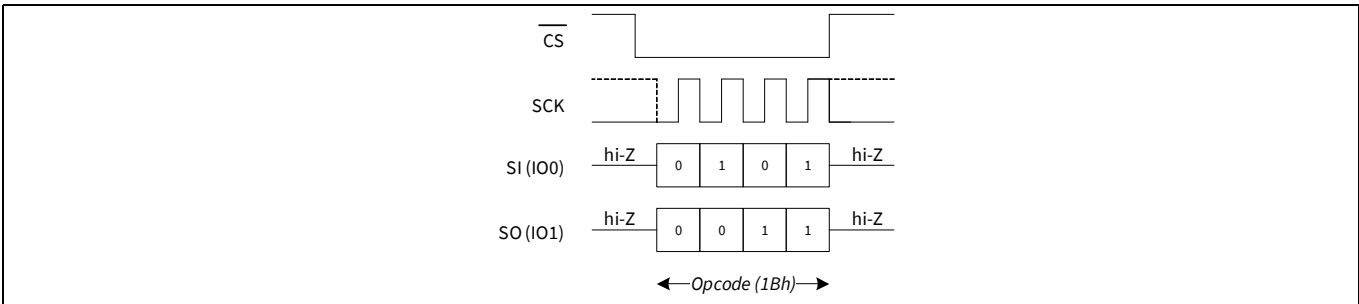 CS
SCK
SI (IO0) hi-Z 0 1 0 1 hi-Z
SO (IO1) hi-Z 0 0 1 1 hi-Z
Opcode (1Bh)